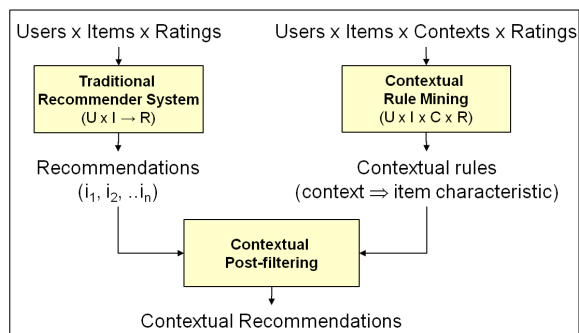 Users x Items x Ratings
Traditional
Recommender System
(U x I → R)
Recommendations
(i1, i2, ..in)
Users x Items x Contexts x Ratings
Contextual
Rule Mining
(U x I x C x R)
Contextual rules
(context ⇒ item characteristic)
Contextual
Post-filtering
Contextual Recommendations